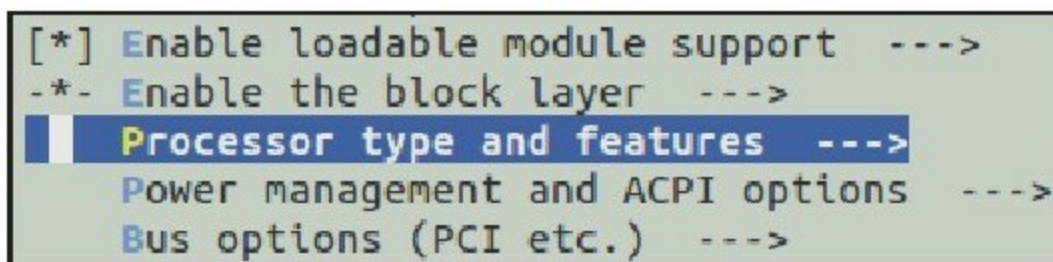 [*] Enable loadable module support --->
-*- Enable the block layer --->
Processor type and features --->
Power management and ACPI options --->
Bus options (PCI etc.) --->